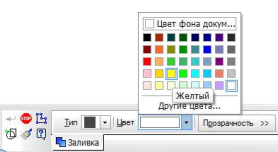 Цвет фона докум...
Желтый
Другие цвета...
Тип
Цвет
Прозрачность >>
Заливка